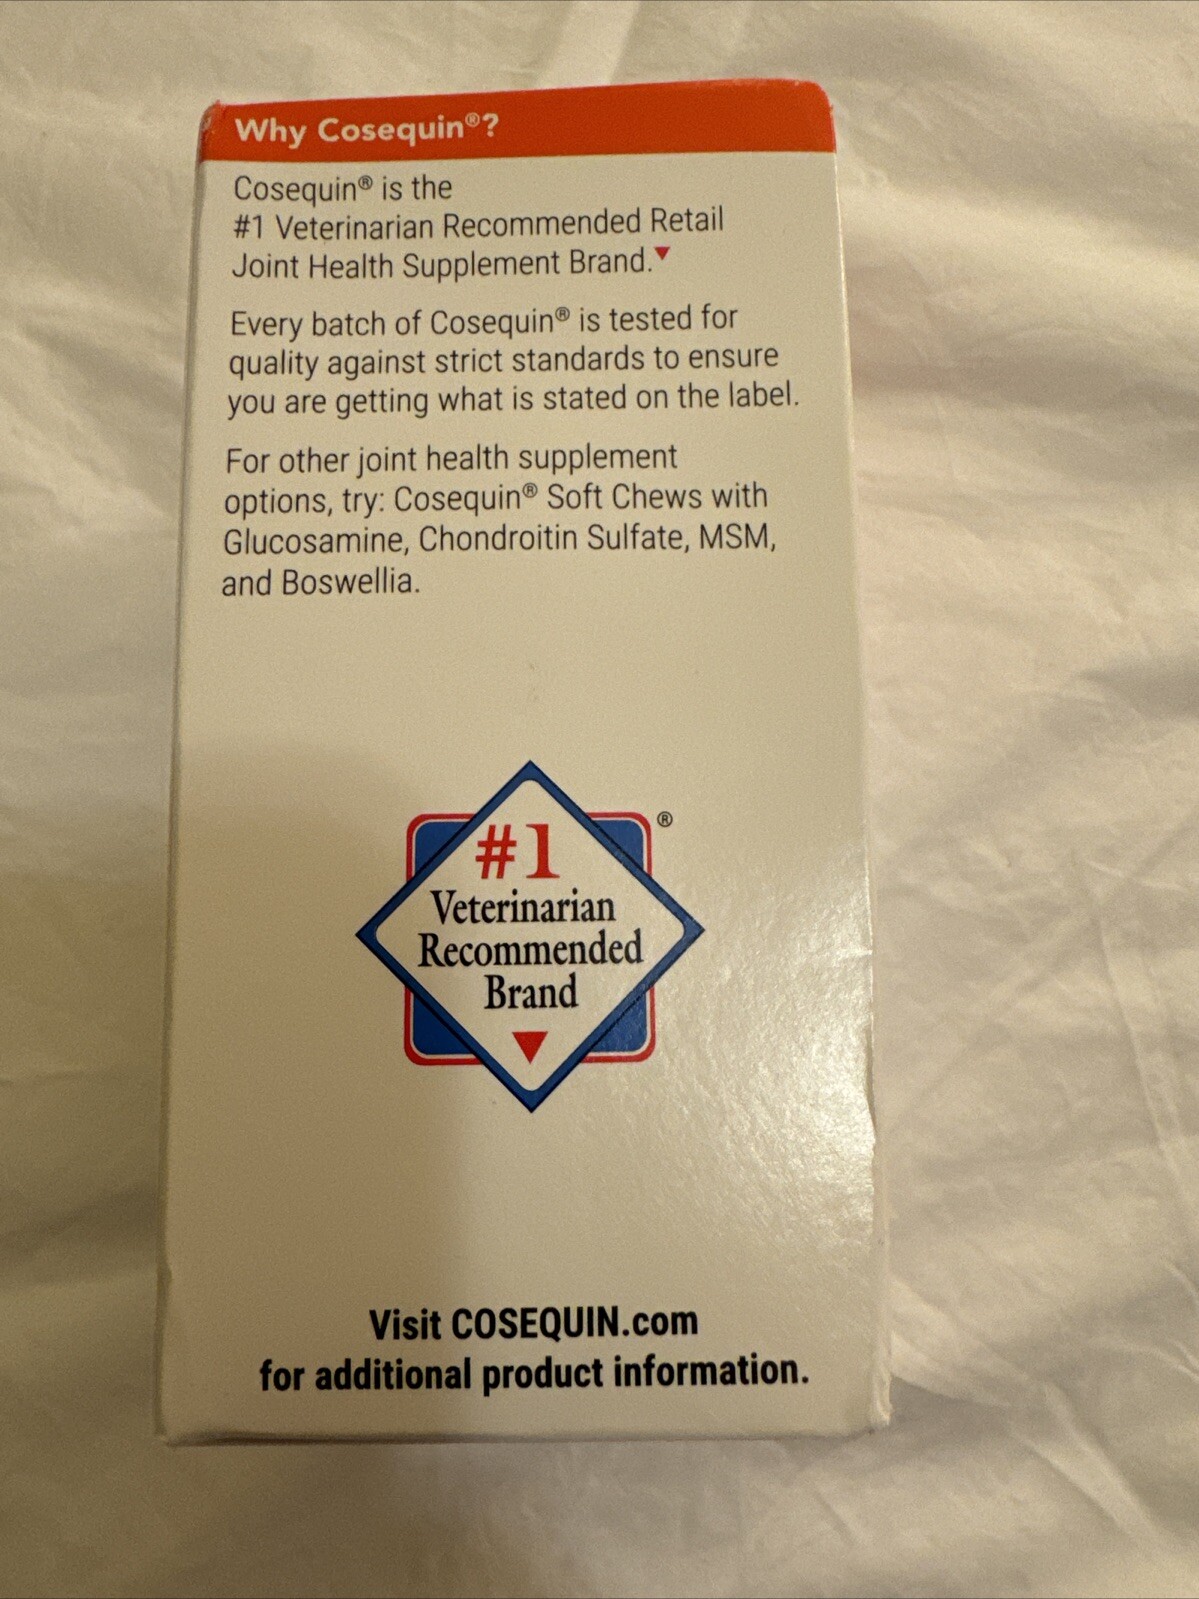 Why Cosequin®?
Cosequin® is the
#1 Veterinarian Recommended Retail
Joint Health Supplement Brand.▼
Every batch of Cosequin® is tested for
quality against strict standards to ensure
you are getting what is stated on the label.
For other joint health supplement
options, try: Cosequin® Soft Chews with
Glucosamine, Chondroitin Sulfate, MSM,
and Boswellia.
#1
Veterinarian
Recommended
Brand
▼
®
Visit COSEQUIN.com
for additional product information.